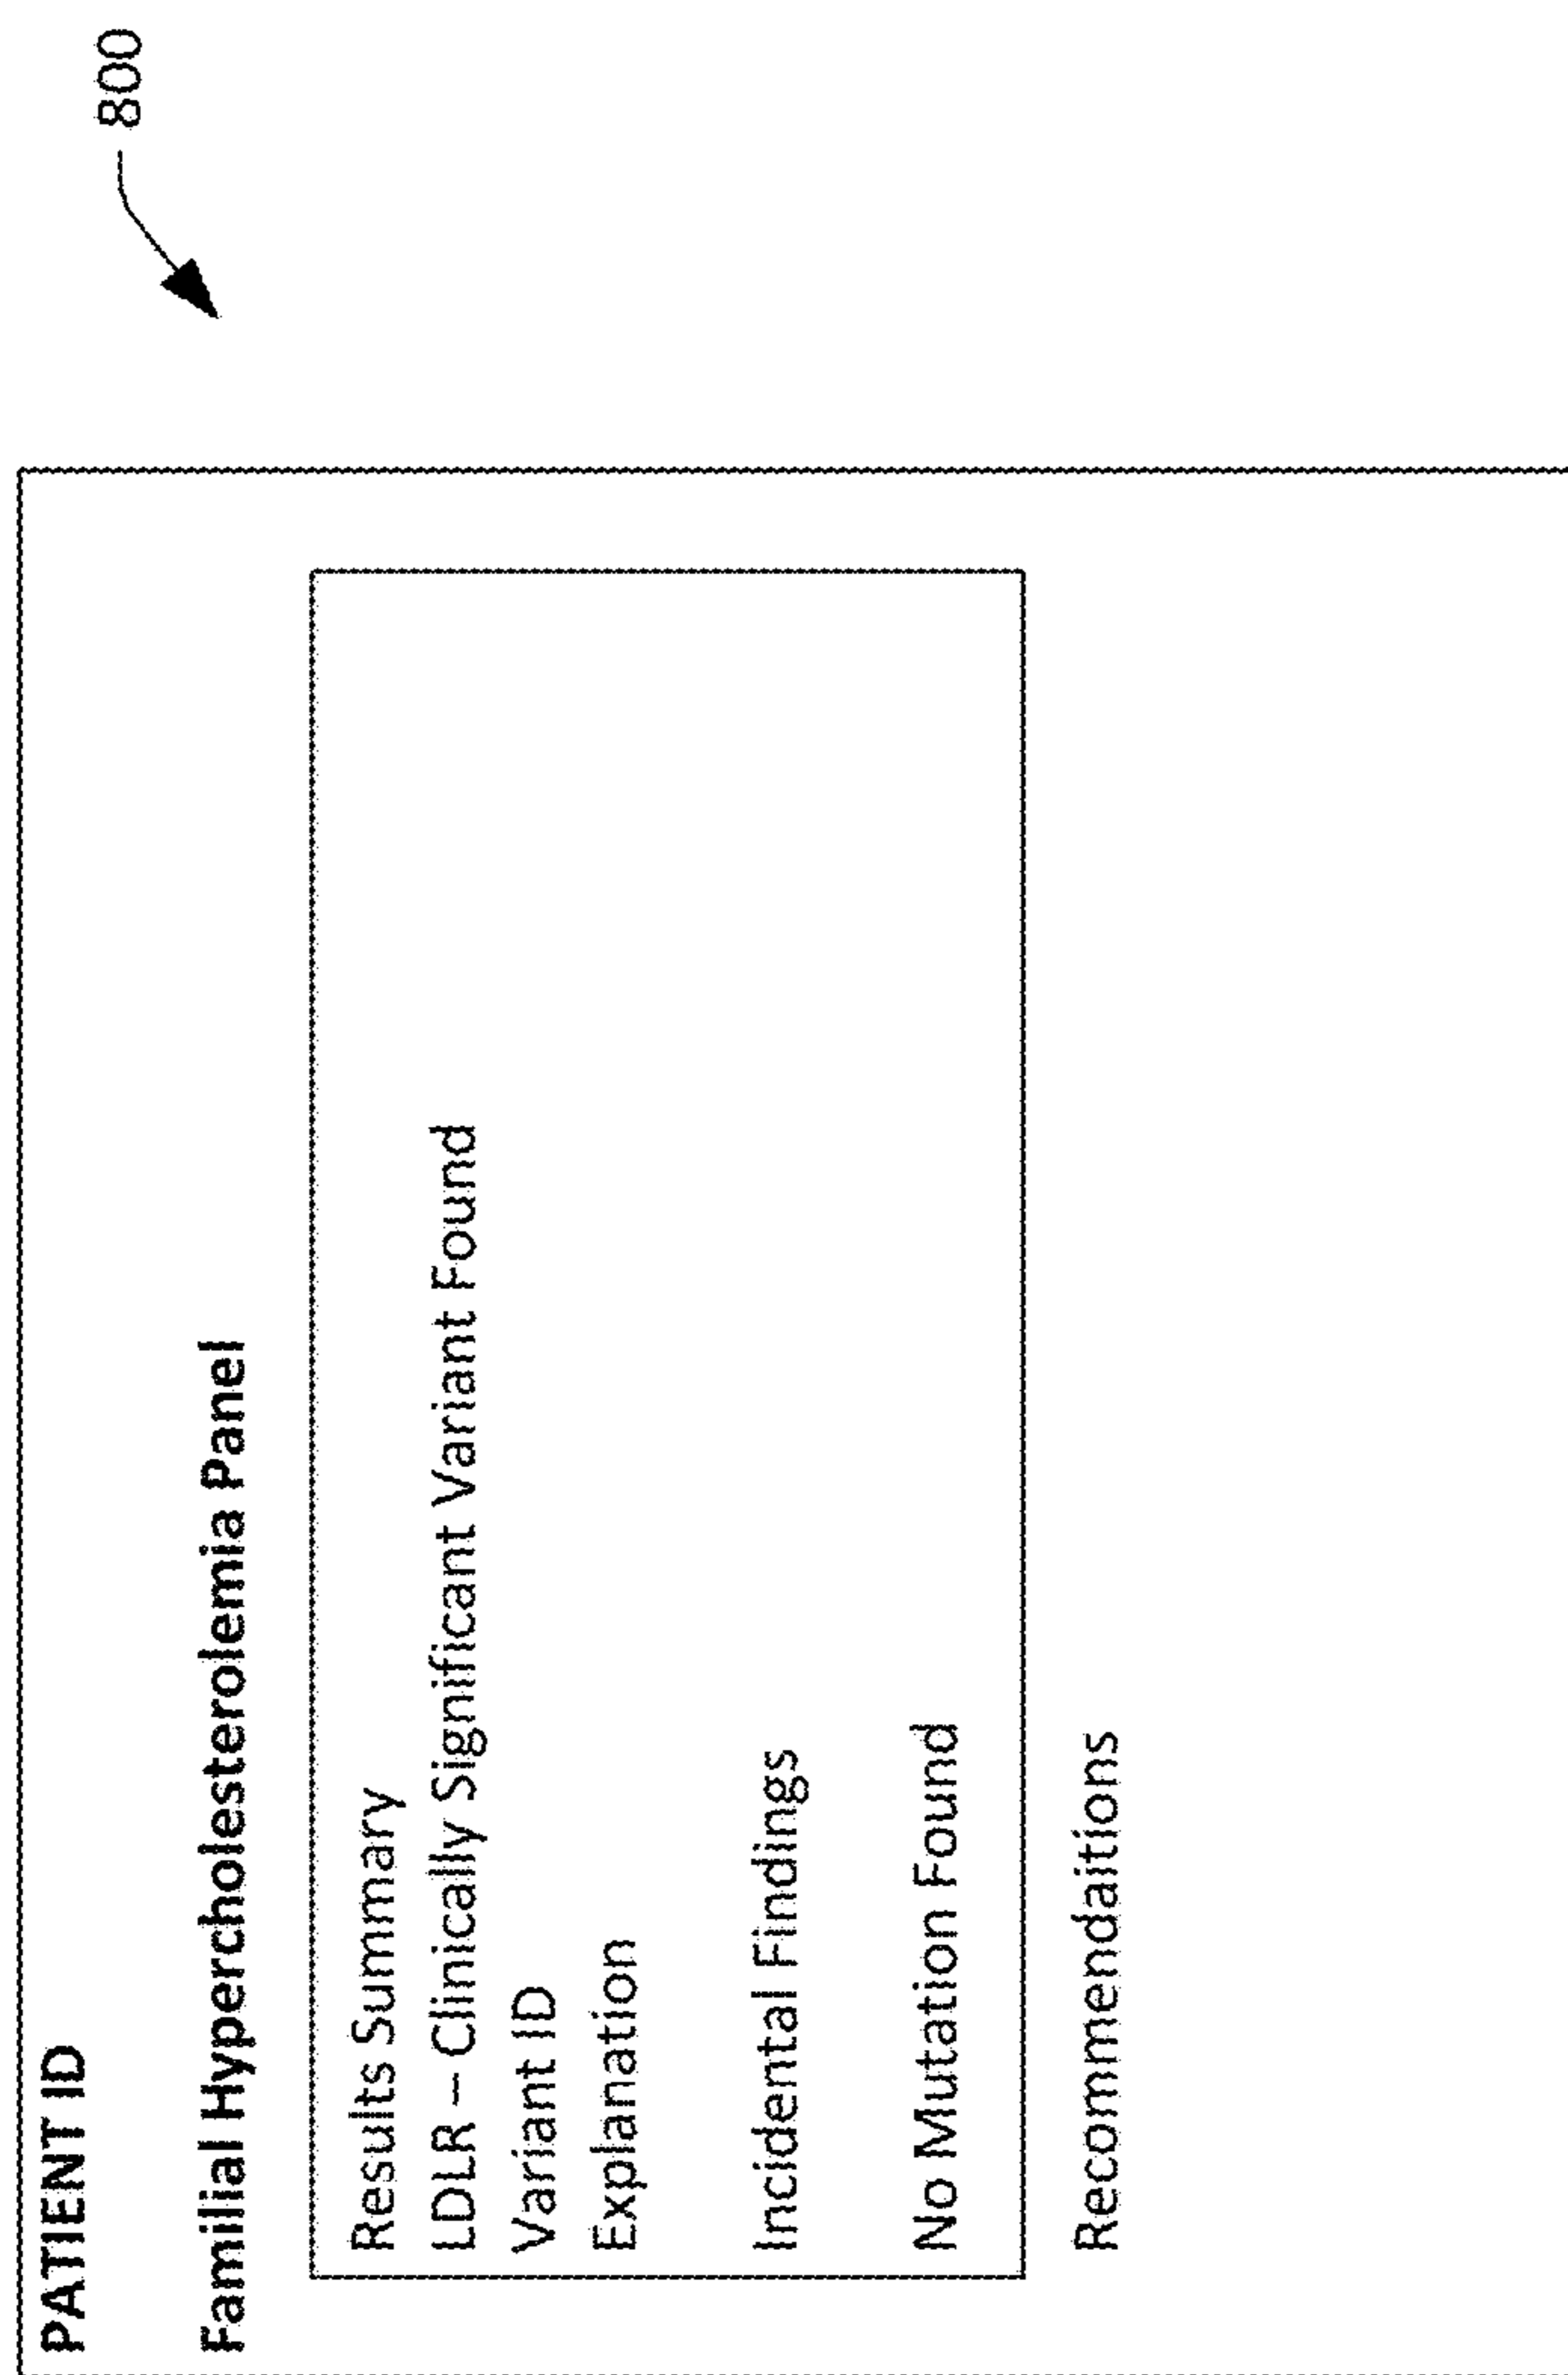 800
PATIENT ID
Familial Hypercholesterolemia Panel
Results Summary
LDLR – Clinically Significant Variant Found
Variant ID
Explanation
Incidental Findings
No Mutation Found
Recommendaitions